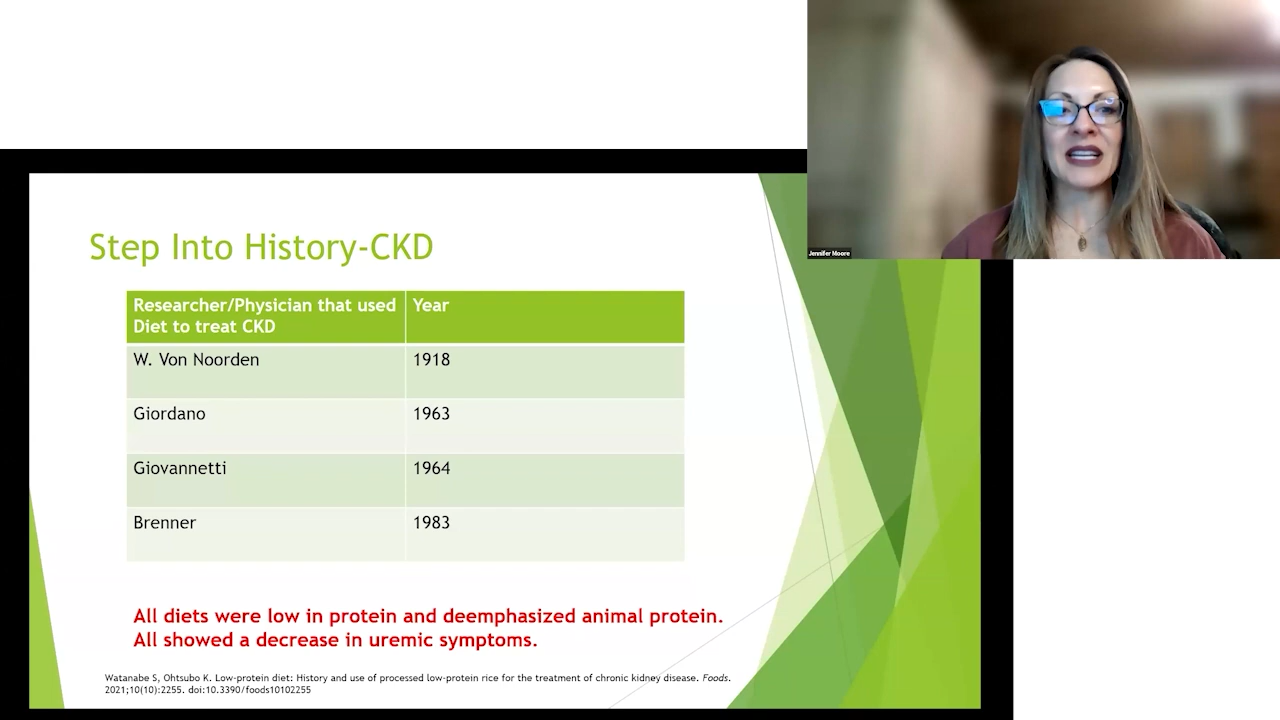 Jennifer Moore
Step Into History-CKD
Researcher/Physician that used Year
Diet to treat CKD
W. Von Noorden 1918
Giordano 1963
Giovannetti 1964
Brenner 1983
All diets were low in protein and deemphasized animal protein.
All showed a decrease in uremic symptoms.
Watanabe S, Ohtsubo K. Low-protein diet: History and use of processed low-protein rice for the treatment of chronic kidney disease. Foods.
2021;10(10):2255. doi:10.3390/foods10102255